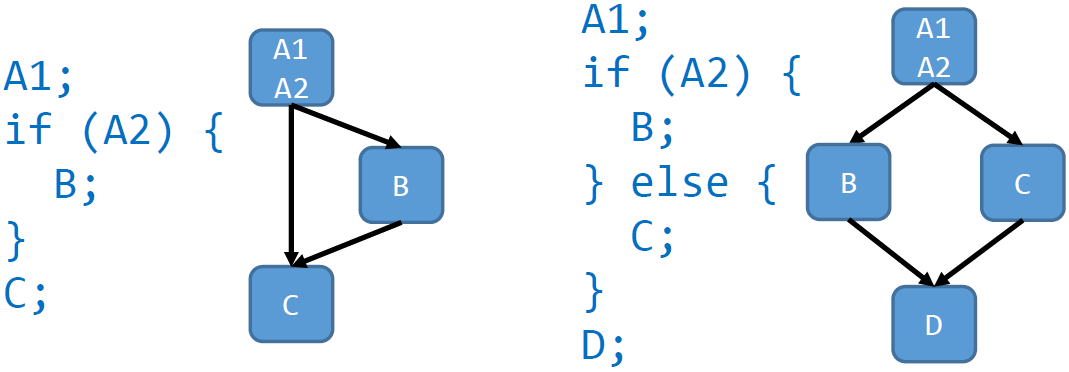 A1;
if (A2) {
  B;
}
C;
A1
A2
B
C
A1;
if (A2) {
  B;
} else {
  C;
}
D;
A1
A2
B
C
D